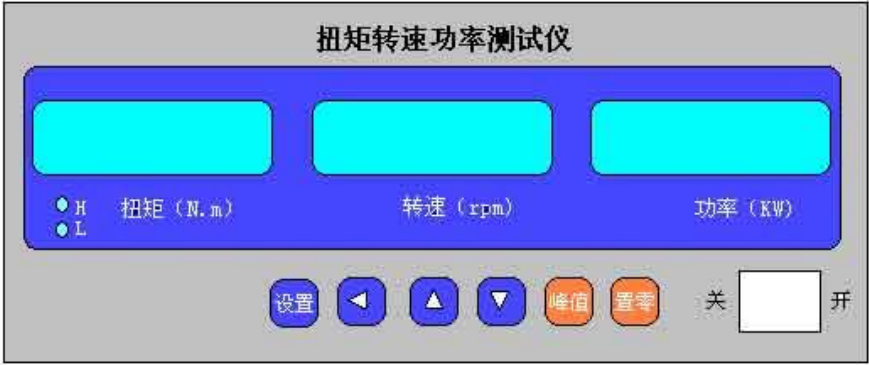 扭矩转速功率测试仪
H
L
扭矩（N.m）
转速（rpm）
功率（KW）
设置
峰值
置零
关
开